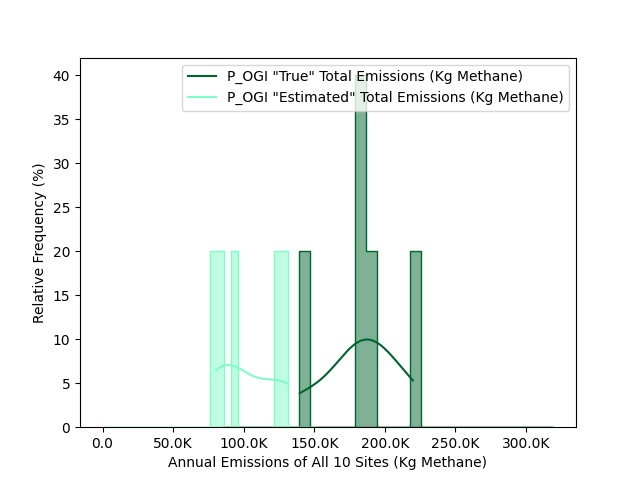 P_OGI "True" Total Emissions (Kg Methane)
P_OGI "Estimated" Total Emissions (Kg Methane)
Relative Frequency (%)
40
35
30
25
20
15
10
5
0
0.0 50.0K 100.0K 150.0K 200.0K 250.0K 300.0K
Annual Emissions of All 10 Sites (Kg Methane)